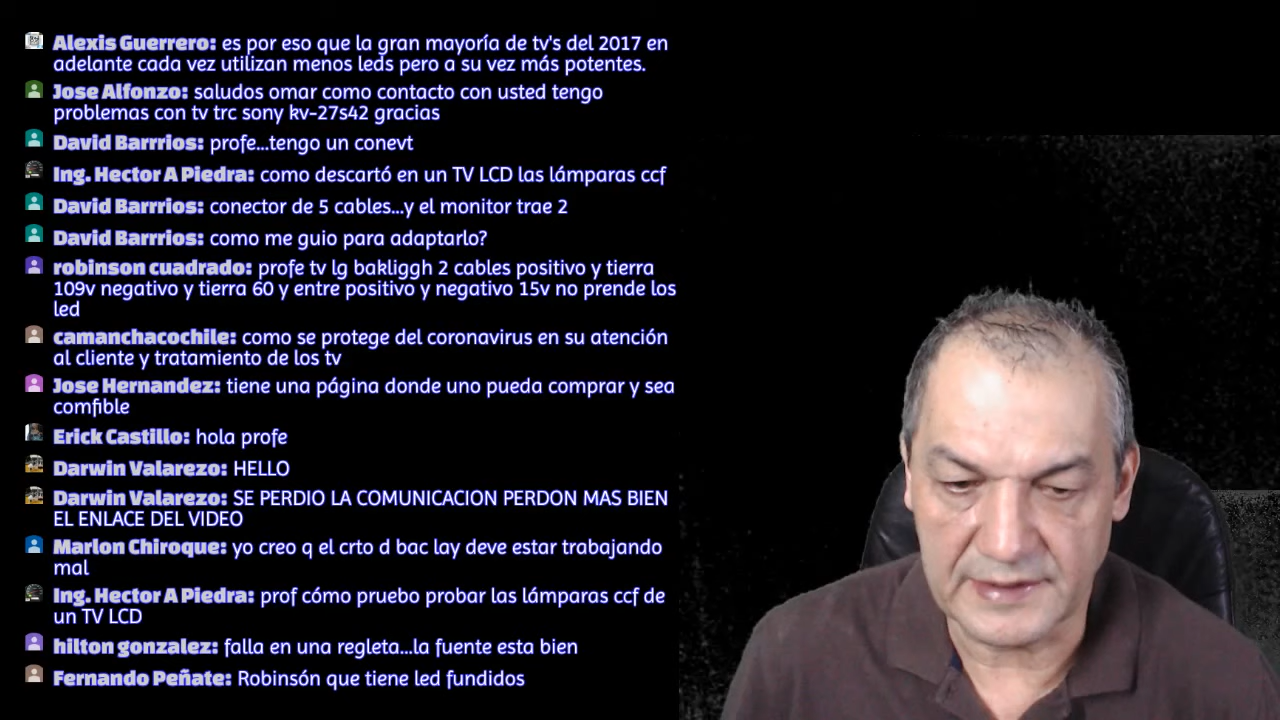 Alexis Guerrero: es por eso que la gran mayoría de tv's del 2017 en
adelante cada vez utilizan menos leds pero a su vez más potentes.
Jose Alfonzo: saludos omar como contacto con usted tengo
problemas con tv trc sony kv-27s42 gracias
David Barrrios: profe...tengo un conevt
Ing. Hector A Piedra: como descartó en un TV LCD las lámparas ccf
David Barrrios: conector de 5 cables...y el monitor trae 2
David Barrrios: como me guio para adaptarlo?
robinson cuadrado: profe tv lg bakliggh 2 cables positivo y tierra
109v negativo y tierra 60 y entre positivo y negativo 15v no prende los
led
camanchacochile: como se protege del coronavirus en su atención
al cliente y tratamiento de los tv
Jose Hernandez: tiene una página donde uno pueda comprar y sea
comfible
Erick Castillo: hola profe
Darwin Valarezo: HELLO
Darwin Valarezo: SE PERDIO LA COMUNICACION PERDON MAS BIEN
EL ENLACE DEL VIDEO
Marlon Chiroque: yo creo q el crto d bac lay deve estar trabajando
mal
Ing. Hector A Piedra: prof cómo pruebo probar las lámparas ccf de
un TV LCD
hilton gonzalez: falla en una regleta...la fuente esta bien
Fernando Peñate: Robinsón que tiene led fundidos